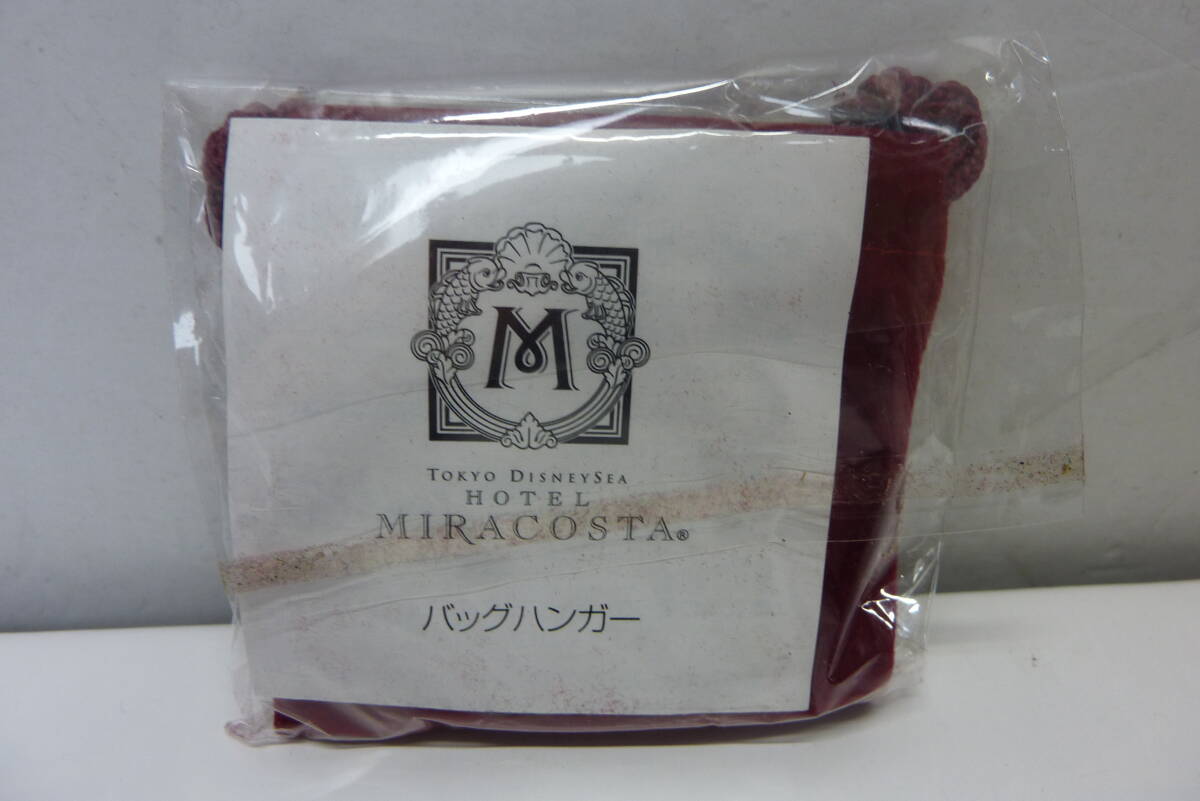 M
TOKYO DISNEYSEA
HOTEL
MIRACOSTA®
バッグハンガー